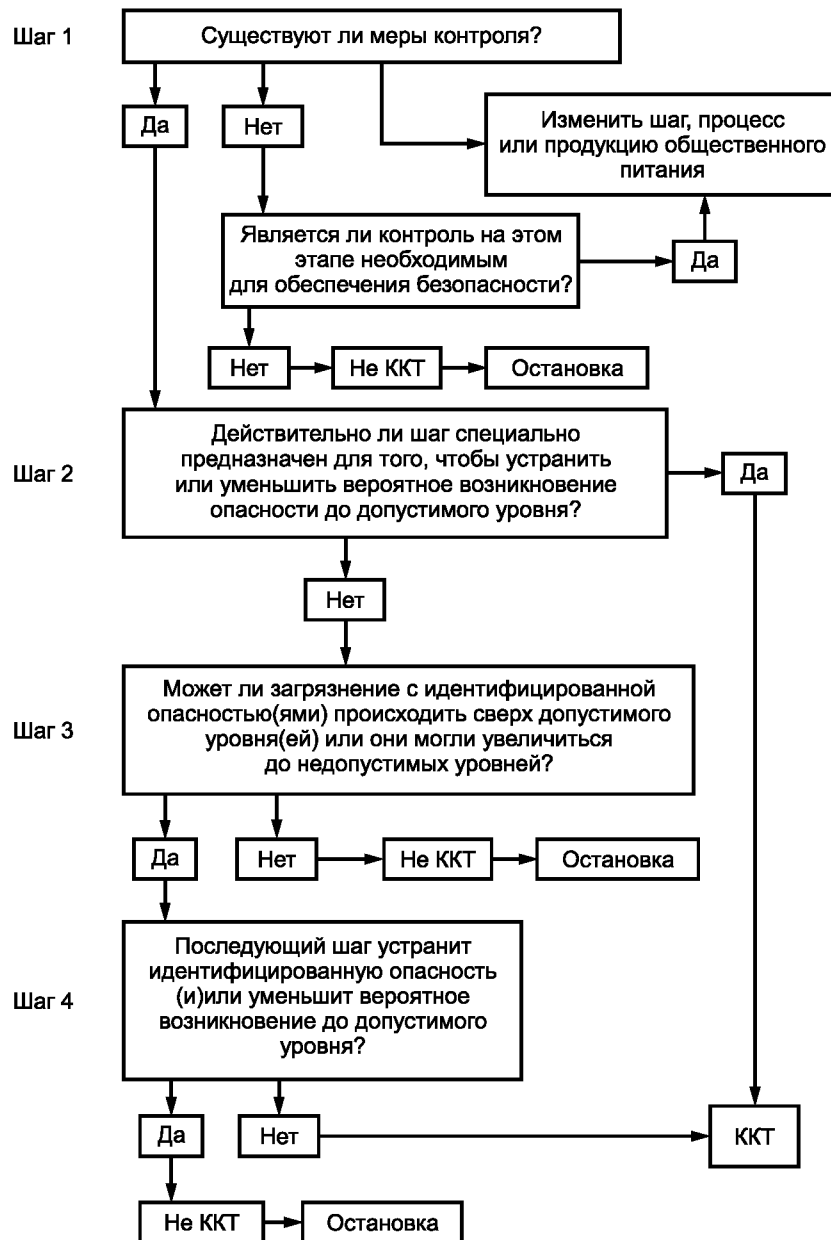 Шаг 1
Существуют ли меры контроля?
Да
Нет
Изменить шаг, процесс
или продукцию общественного
питания
Является ли контроль на этом
этапе необходимым
для обеспечения безопасности?
Да
Нет
Не ККТ
Остановка
Шаг 2
Действительно ли шаг специально
предназначен для того, чтобы устранить
или уменьшить вероятное возникновение
опасности до допустимого уровня?
Да
Нет
Шаг 3
Может ли загрязнение с идентифицированной
опасностью(ями) происходить сверх допустимого
уровня(ей) или они могли увеличиться
до недопустимых уровней?
Да
Нет
Не ККТ
Остановка
Шаг 4
Последующий шаг устранит
идентифицированную опасность
(и)или уменьшит вероятное
возникновение до допустимого
уровня?
Да
Нет
ККТ
Не ККТ
Остановка